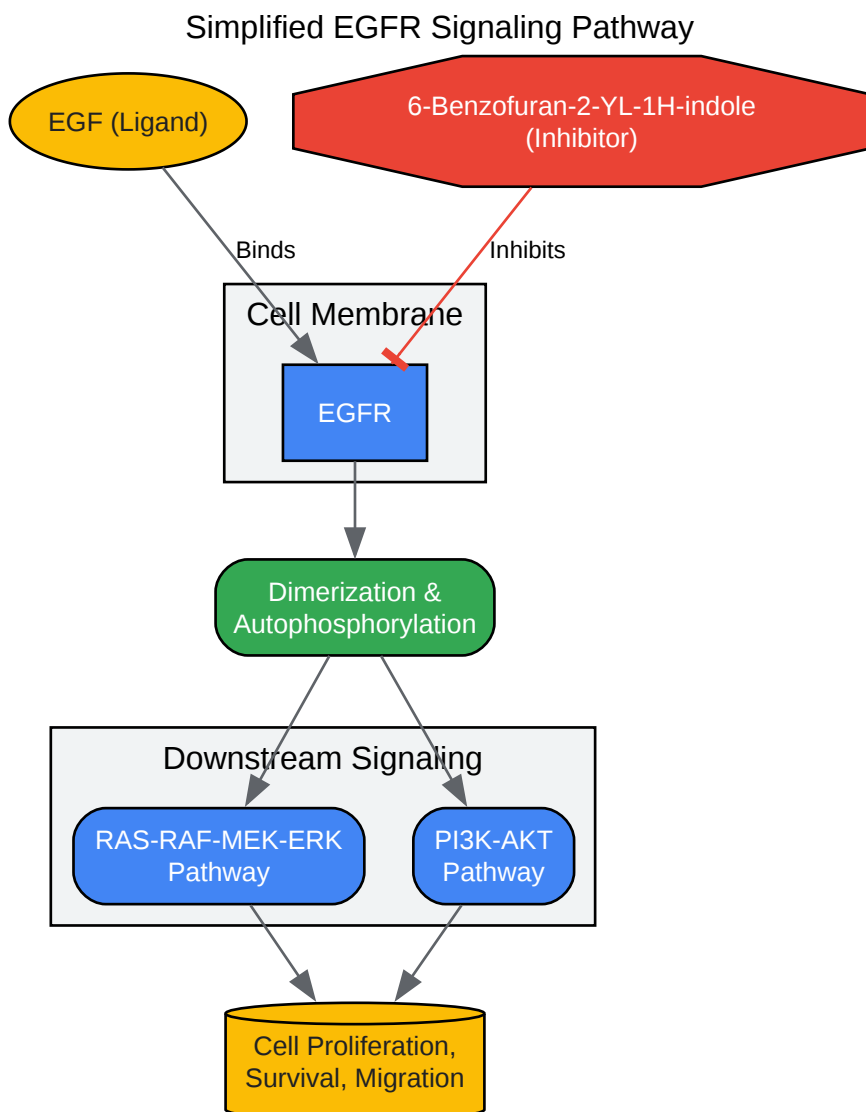 Simplified EGFR Signaling Pathway
EGF (Ligand)
6-Benzofuran-2-YL-1H-indole
(Inhibitor)
Binds
Inhibits
Cell Membrane
EGFR
Dimerization &
Autophosphorylation
Downstream Signaling
RAS-RAF-MEK-ERK
Pathway
PI3K-AKT
Pathway
Cell Proliferation,
Survival, Migration